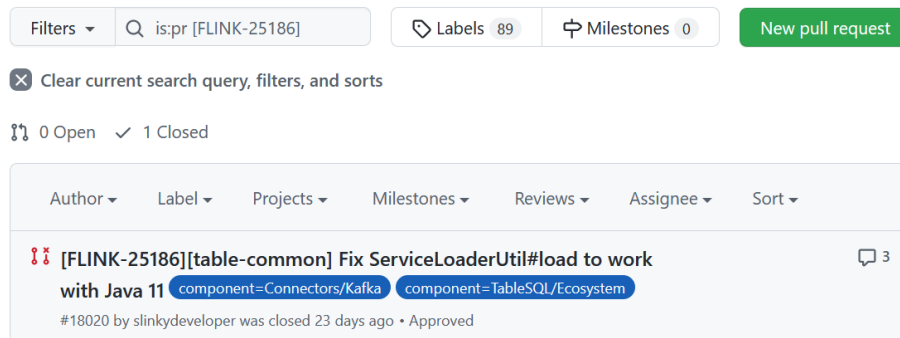 Filters is:pr [FLINK-25186] Labels 89 Milestones 0 New pull request
Clear current search query, filters, and sorts
0 Open 1 Closed
Author Label Projects Milestones Reviews Assignee Sort
[FLINK-25186][table-common] Fix ServiceLoaderUtil#load to work 3
with Java 11 component=Connectors/Kafka component=TableSQL/Ecosystem
#18020 by slinkydeveloper was closed 23 days ago • Approved